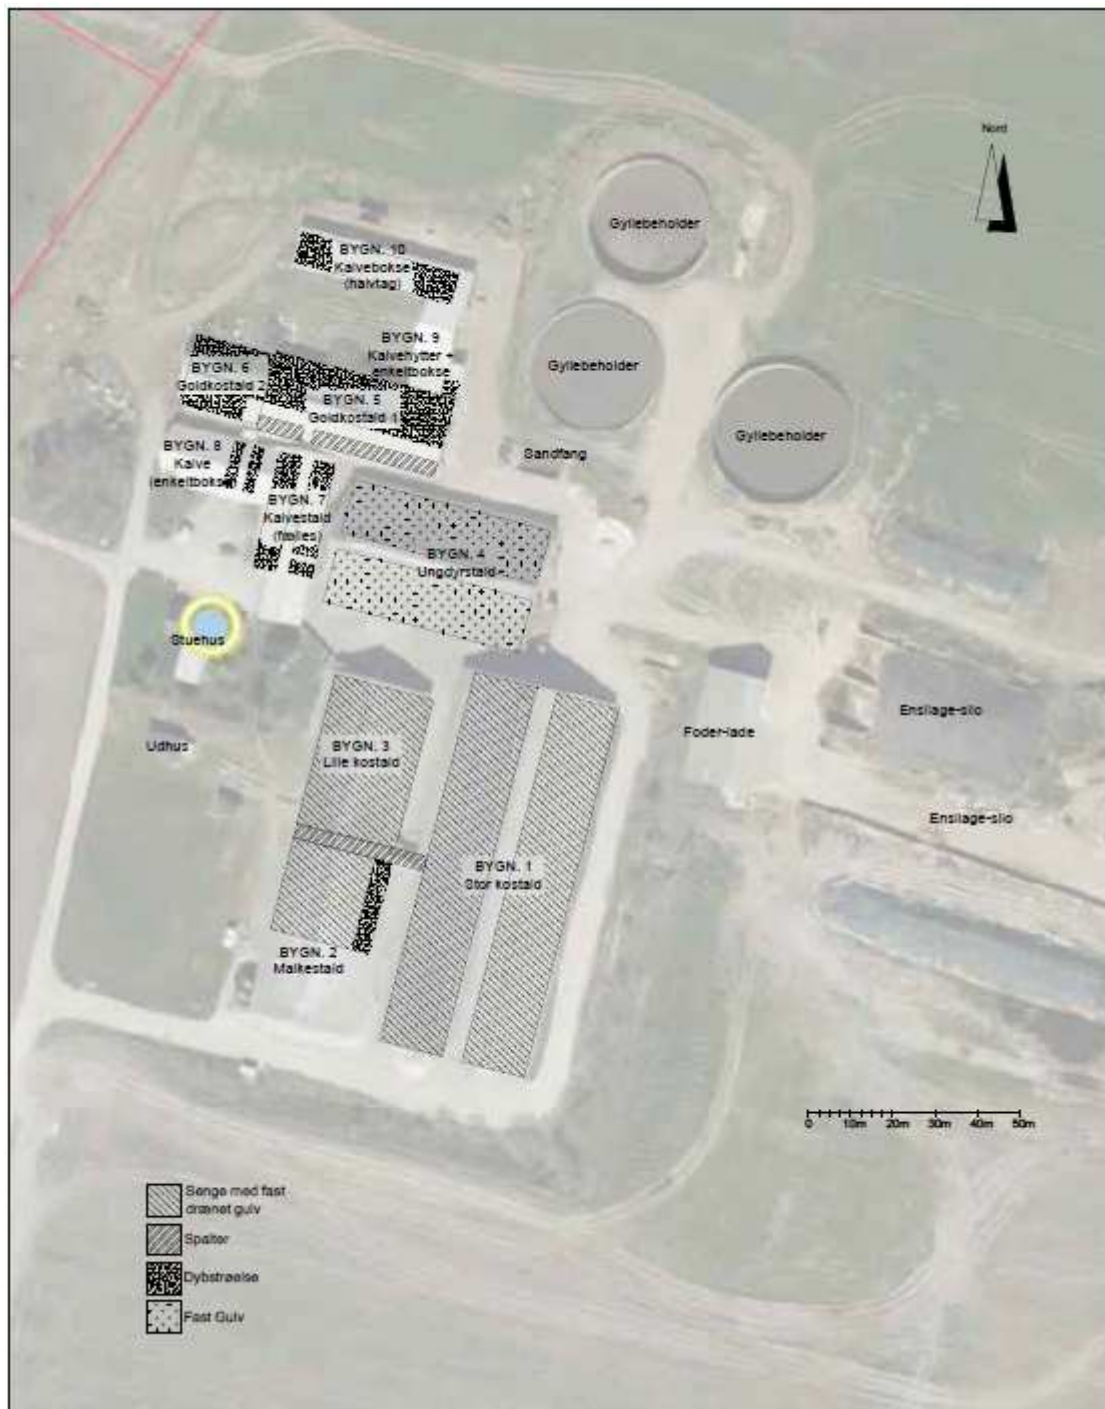 Nord
Gyllebeholder
BYGN. 10
Kalvebokse
(halvtag)
BYGN. 9
Kalvehytter +
enkeltbokse
Gyllebeholder
BYGN. 6
Goldkostald 2
BYGN. 5
Goldkostald 1
Gyllebeholder
BYGN. 8
Kalve
(enkeltbokse
Sandfang
BYGN. 7
Kalvestald
(fælles)
BYGN. 4
Ungdyrstald
Stuehus
Ensilage-silo
Foder-lade
Udhus
BYGN. 3
Lille kostald
Ensilage-silo
BYGN. 1
Stor kostald
BYGN. 2
Malkestald
0 10m 20m 30m 40m 50m
Senge med fast
drænet gulv
Spalter
Dybstrøelse
Fast Gulv